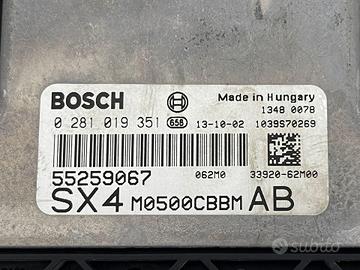 BOSCH
Made in Hungary
1348 0078
0 281 019 351 656 13-10-02 1039S70269
55259067 062M0 33920-62M00
SX4 M0500CBBM AB
subito